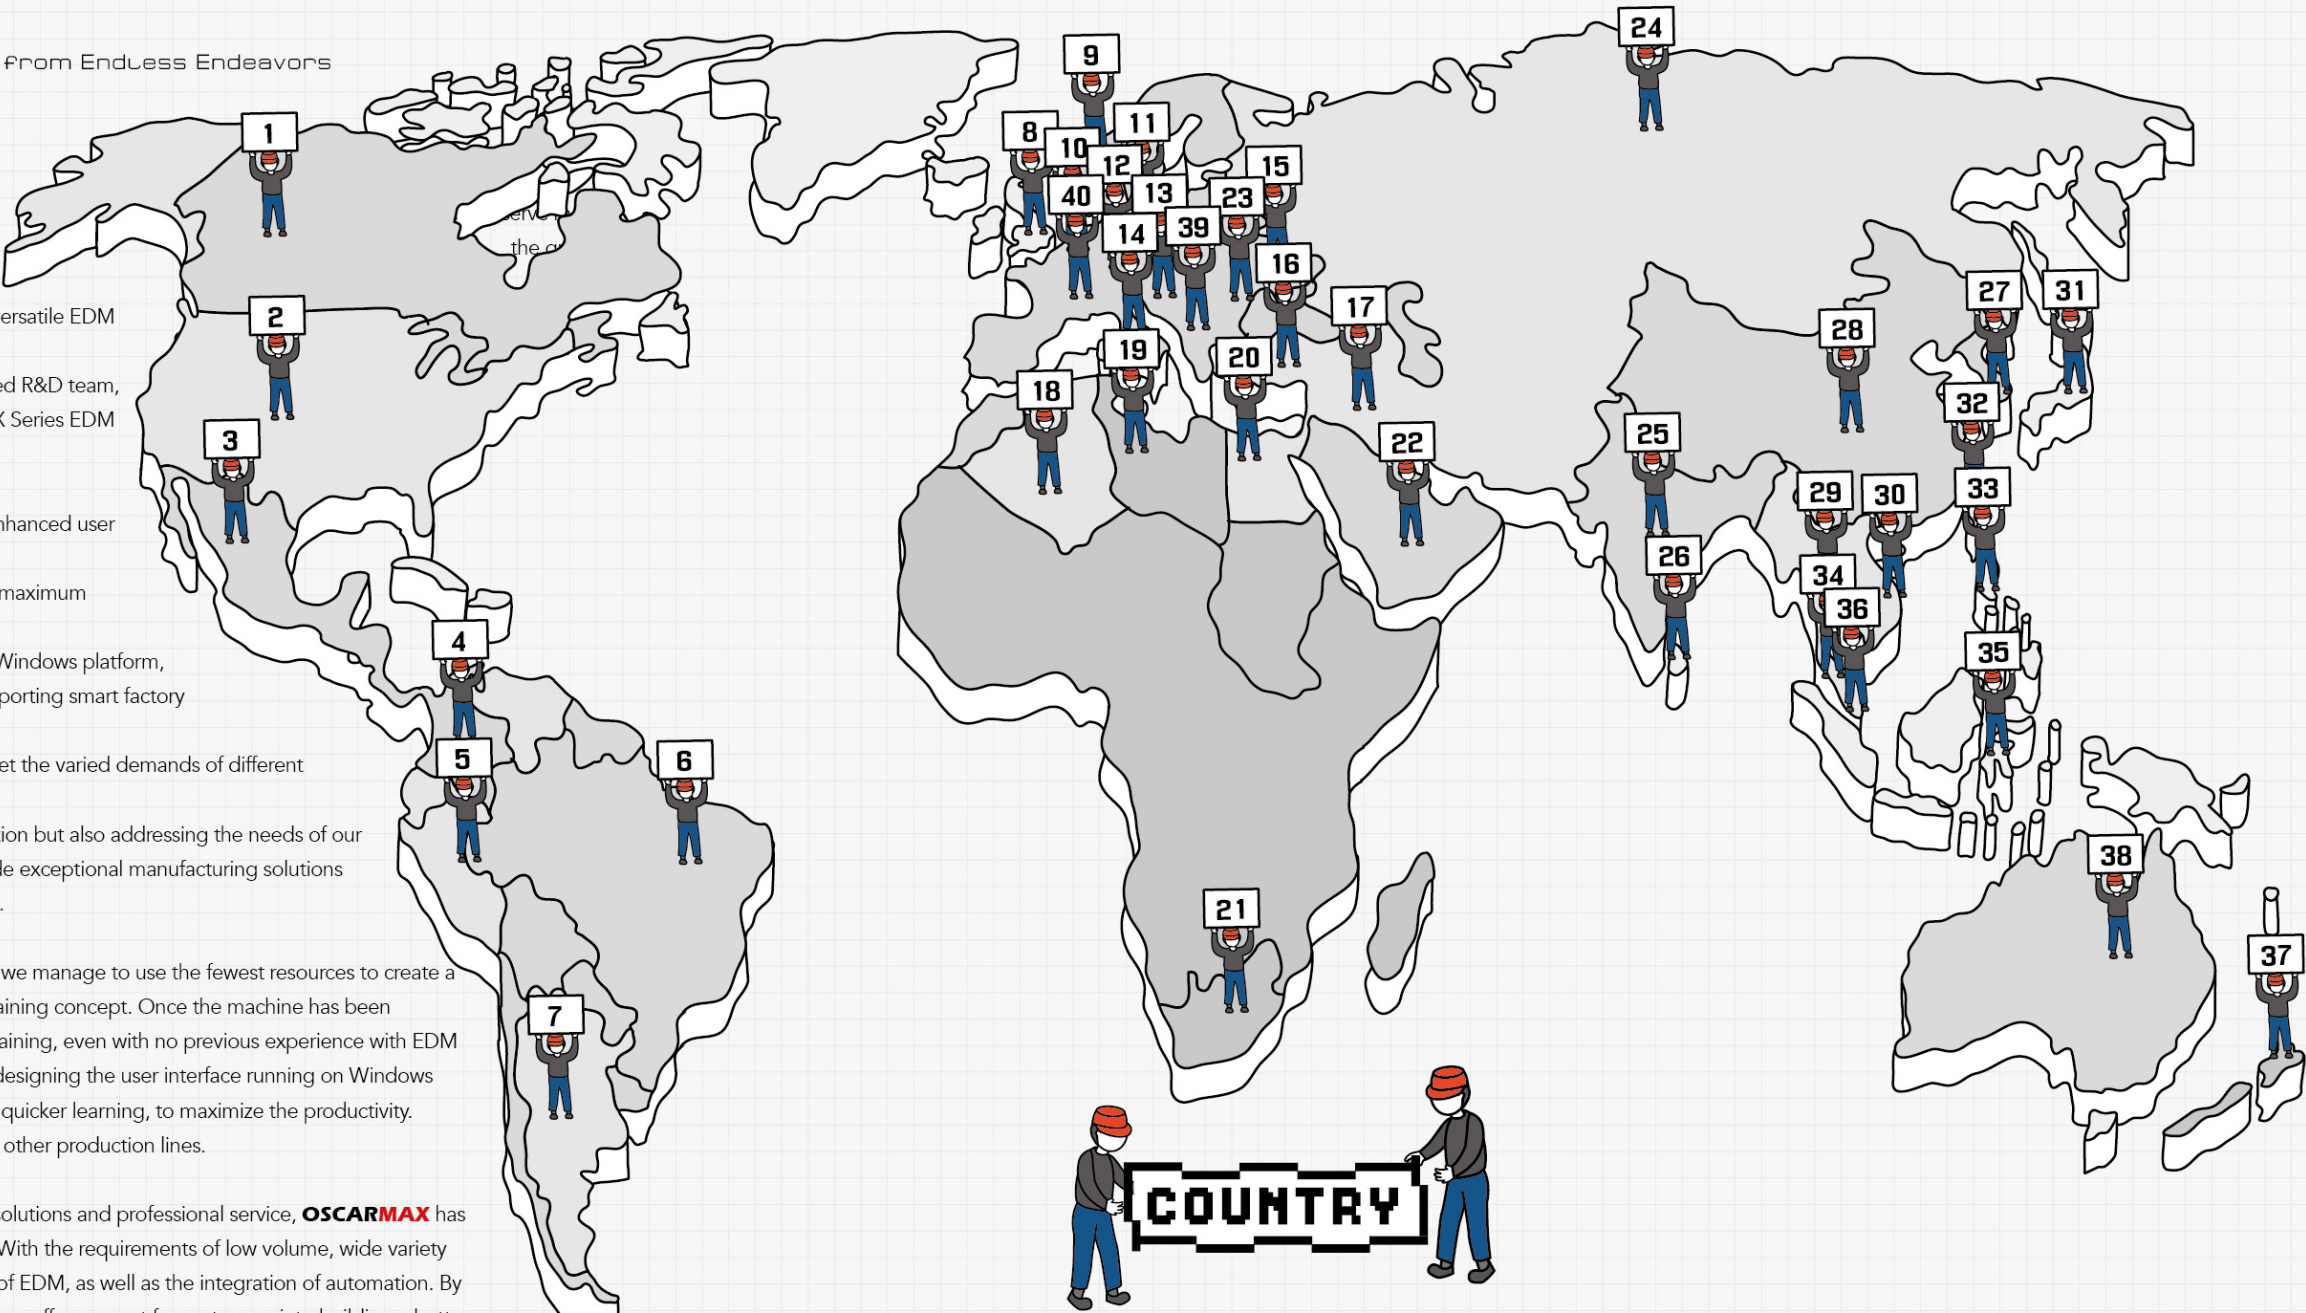 from Endless Endeavors
ersatile EDM
ed R&D team,
X Series EDM
nhanced user
maximum
Windows platform,
porting smart factory
et the varied demands of different
tion but also addressing the needs of our
le exceptional manufacturing solutions
.
we manage to use the fewest resources to create a
aining concept. Once the machine has been
aining, even with no previous experience with EDM
designing the user interface running on Windows
quicker learning, to maximize the productivity.
other production lines.
solutions and professional service, OSCARMAX has
With the requirements of low volume, wide variety
of EDM, as well as the integration of automation. By
serve
the q
1
2
3
4
5
6
7
8
9
10
11
12
13
14
15
16
17
18
19
20
21
22
23
24
25
26
27
28
29
30
31
32
33
34
35
36
37
38
39
40
COUNTRY